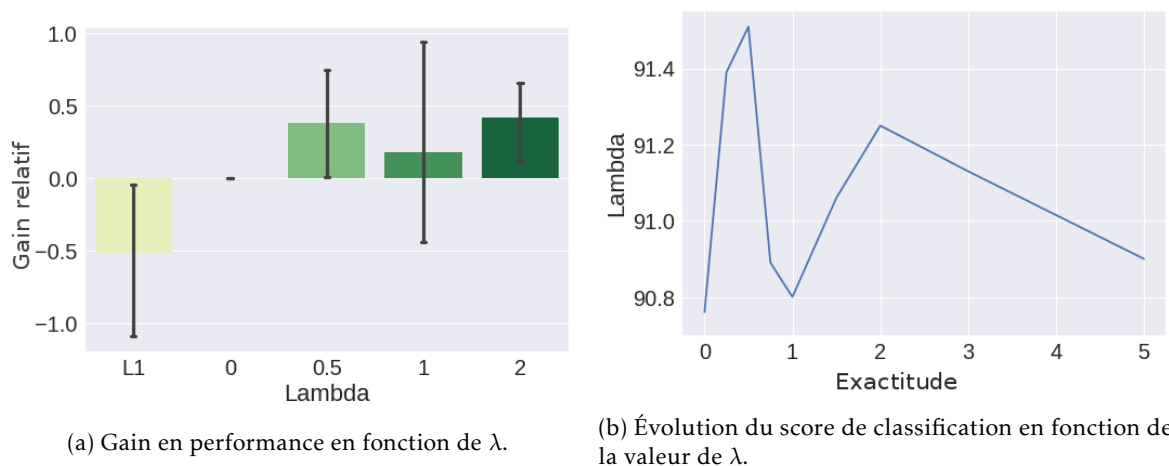 1.0
0.5
0.0
−0.5
−1.0
Gain relatif
L1 0 0.5 1 2
Lambda
(a) Gain en performance en fonction de λ.
91.4
91.2
91.0
90.8
Lambda
0 1 2 3 4 5
Exactitude
(b) Évolution du score de classification en fonction de
la valeur de λ.